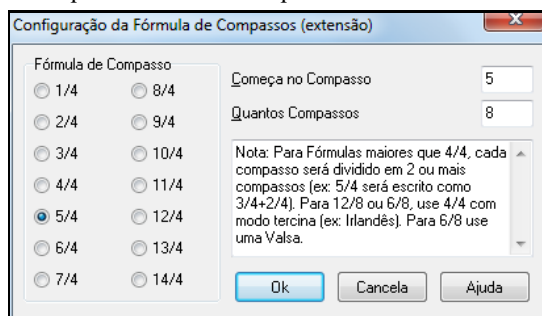 Configuração da Fórmula de Compassos (extensão)
Fórmula de Compasso
1/4
8/4
2/4
9/4
3/4
10/4
4/4
11/4
5/4
12/4
6/4
13/4
7/4
14/4
Começa no Compasso 5
Quantos Compassos 8
Nota: Para Fórmulas maiores que 4/4, cada
compasso será dividido em 2 ou mais
compassos (ex: 5/4 será escrito como
3/4+2/4). Para 12/8 ou 6/8, use 4/4 com
modo tercina (ex: Irlandês). Para 6/8 use
uma Valsa.
Ok
Cancela
Ajuda